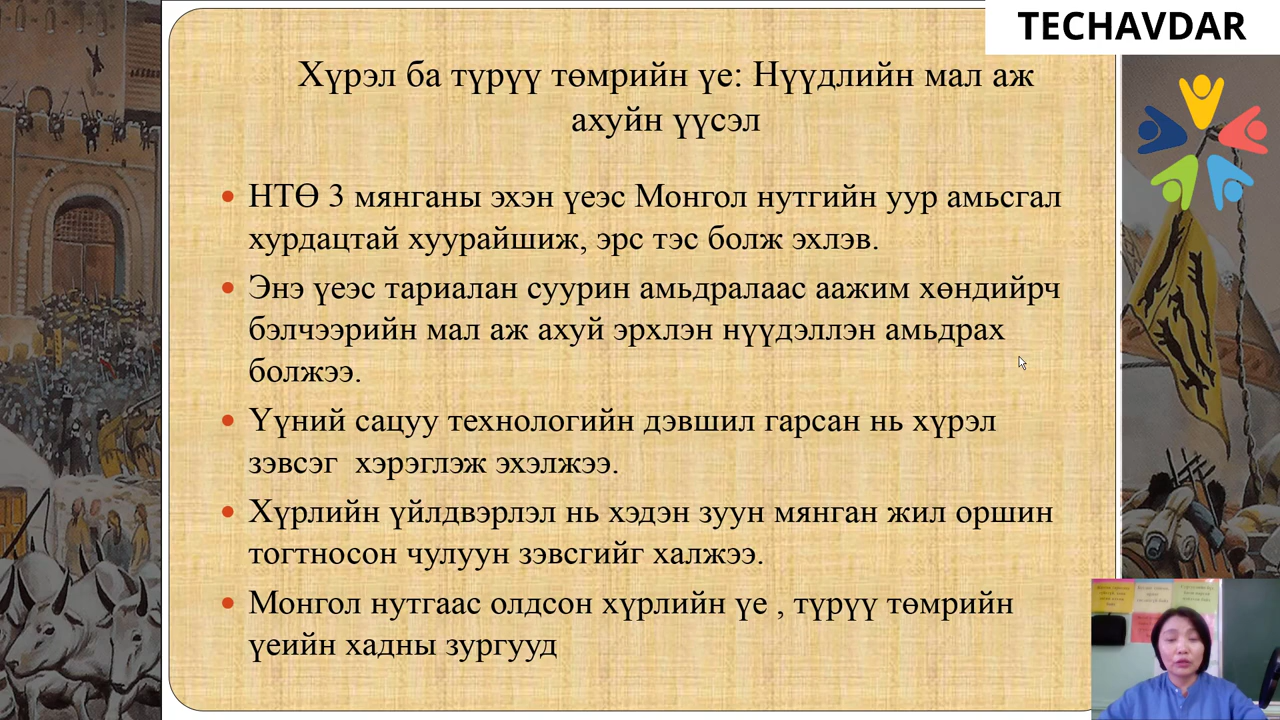 TECHAVDAR
Хүрэл ба түрүү төмрийн үе: Нүүдлийн мал аж
ахуйн үүсэл
НТӨ 3 мянганы эхэн үеэс Монгол нутгийн уур амьсгал
хурдацтай хуурайшиж, эрс тэс болж эхлэв.
Энэ үеэс тариалан суурин амьдралаас аажим хөндийрч
бэлчээрийн мал аж ахуй эрхлэн нүүдэллэн амьдрах
болжээ.
Үүний сацуу технологийн дэвшил гарсан нь хүрэл
зэвсэг  хэрэглэж эхэлжээ.
Хүрлийн үйлдвэрлэл нь хэдэн зуун мянган жил оршин
тогтносон чулуун зэвсгийг халжээ.
Монгол нутгаас олдсон хүрлийн үе , түрүү төмрийн
үеийн хадны зургууд